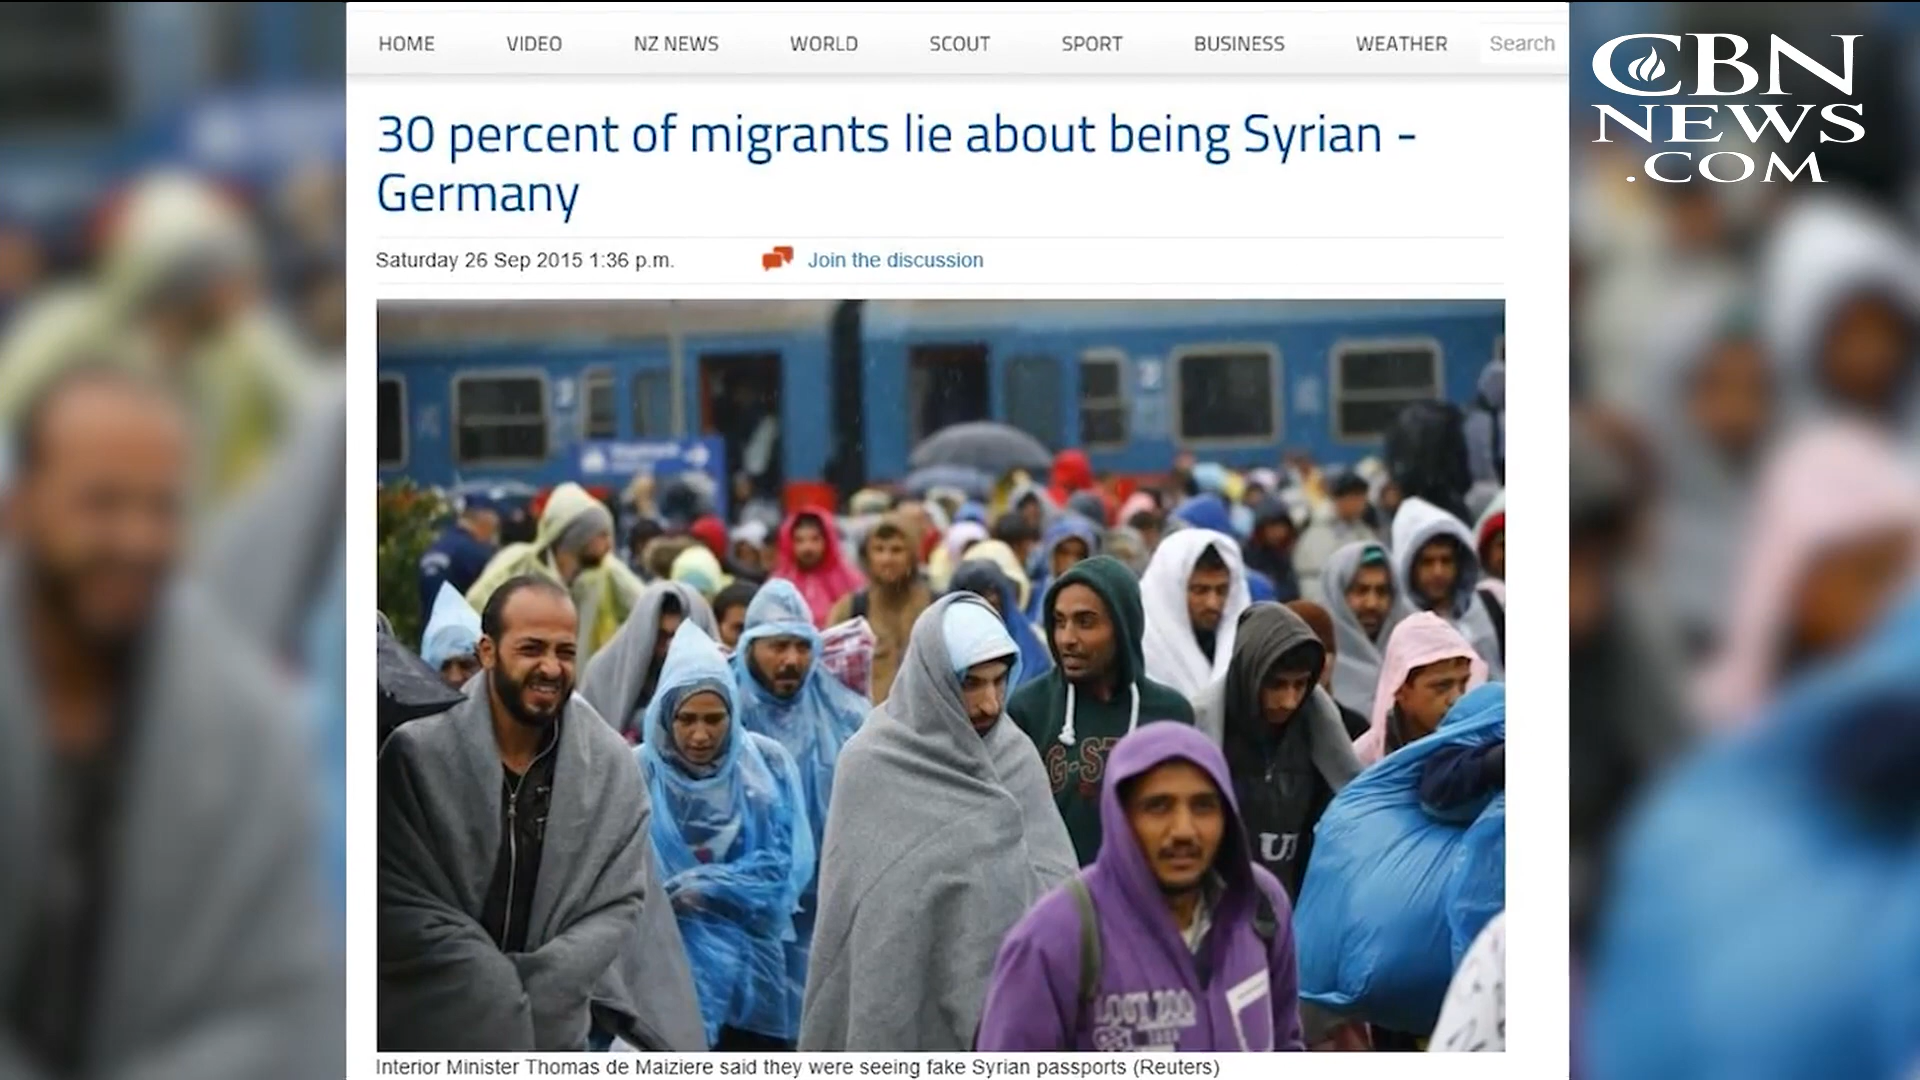 HOME VIDEO NZ NEWS WORLD SCOUT SPORT BUSINESS WEATHER Search
CBN
NEWS
.COM
30 percent of migrants lie about being Syrian -
Germany
Saturday 26 Sep 2015 1:36 p.m. Join the discussion
G-S
U
Interior Minister Thomas de Maiziere said they were seeing fake Syrian passports (Reuters)